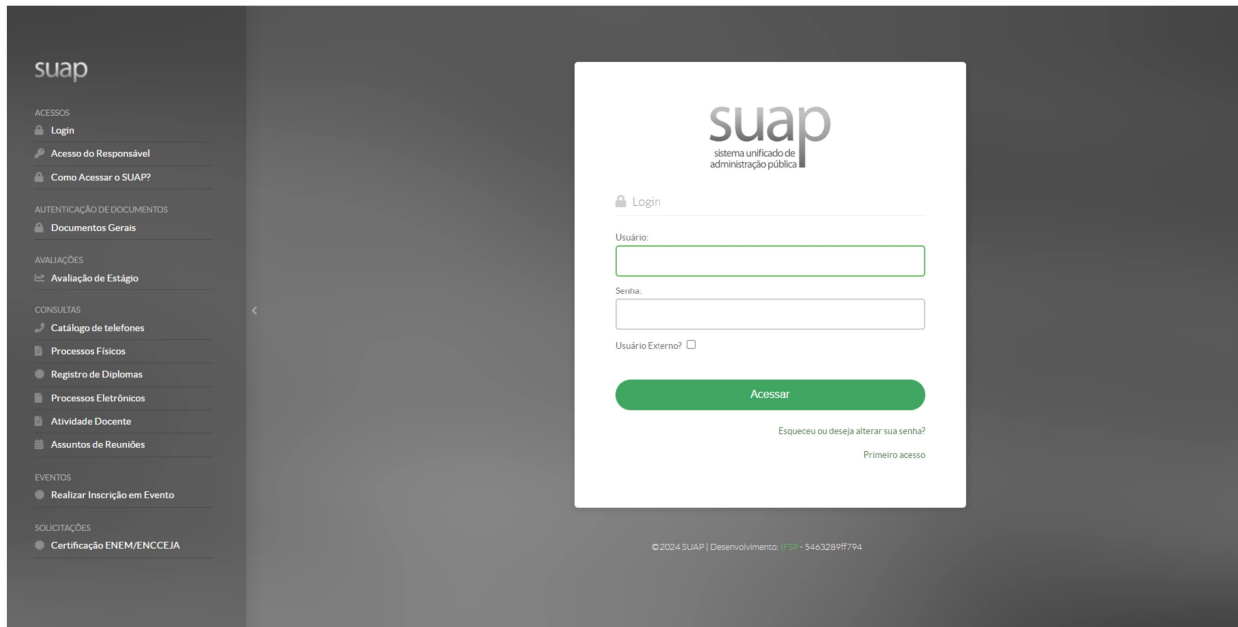 suap
ACESSOS
Login
Acesso do Responsável
Como Acessar o SUAP?
AUTENTICAÇÃO DE DOCUMENTOS
Documentos Gerais
AVALIAÇÕES
Avaliação de Estágio
CONSULTAS
Catálogo de telefones
Processos Físicos
Registro de Diplomas
Processos Eletrônicos
Atividade Docente
Assuntos de Reuniões
EVENTOS
Realizar Inscrição em Evento
SOLICITAÇÕES
Certificação ENEM/ENCCEJA
suap
sistema unificado de
administração pública
Login
Usuário:
Senha:
Usuário Externo?
Acessar
Esqueceu ou deseja alterar sua senha?
Primeiro acesso
©2024 SUAP | Desenvolvimento: IFSP - 5463289ff794